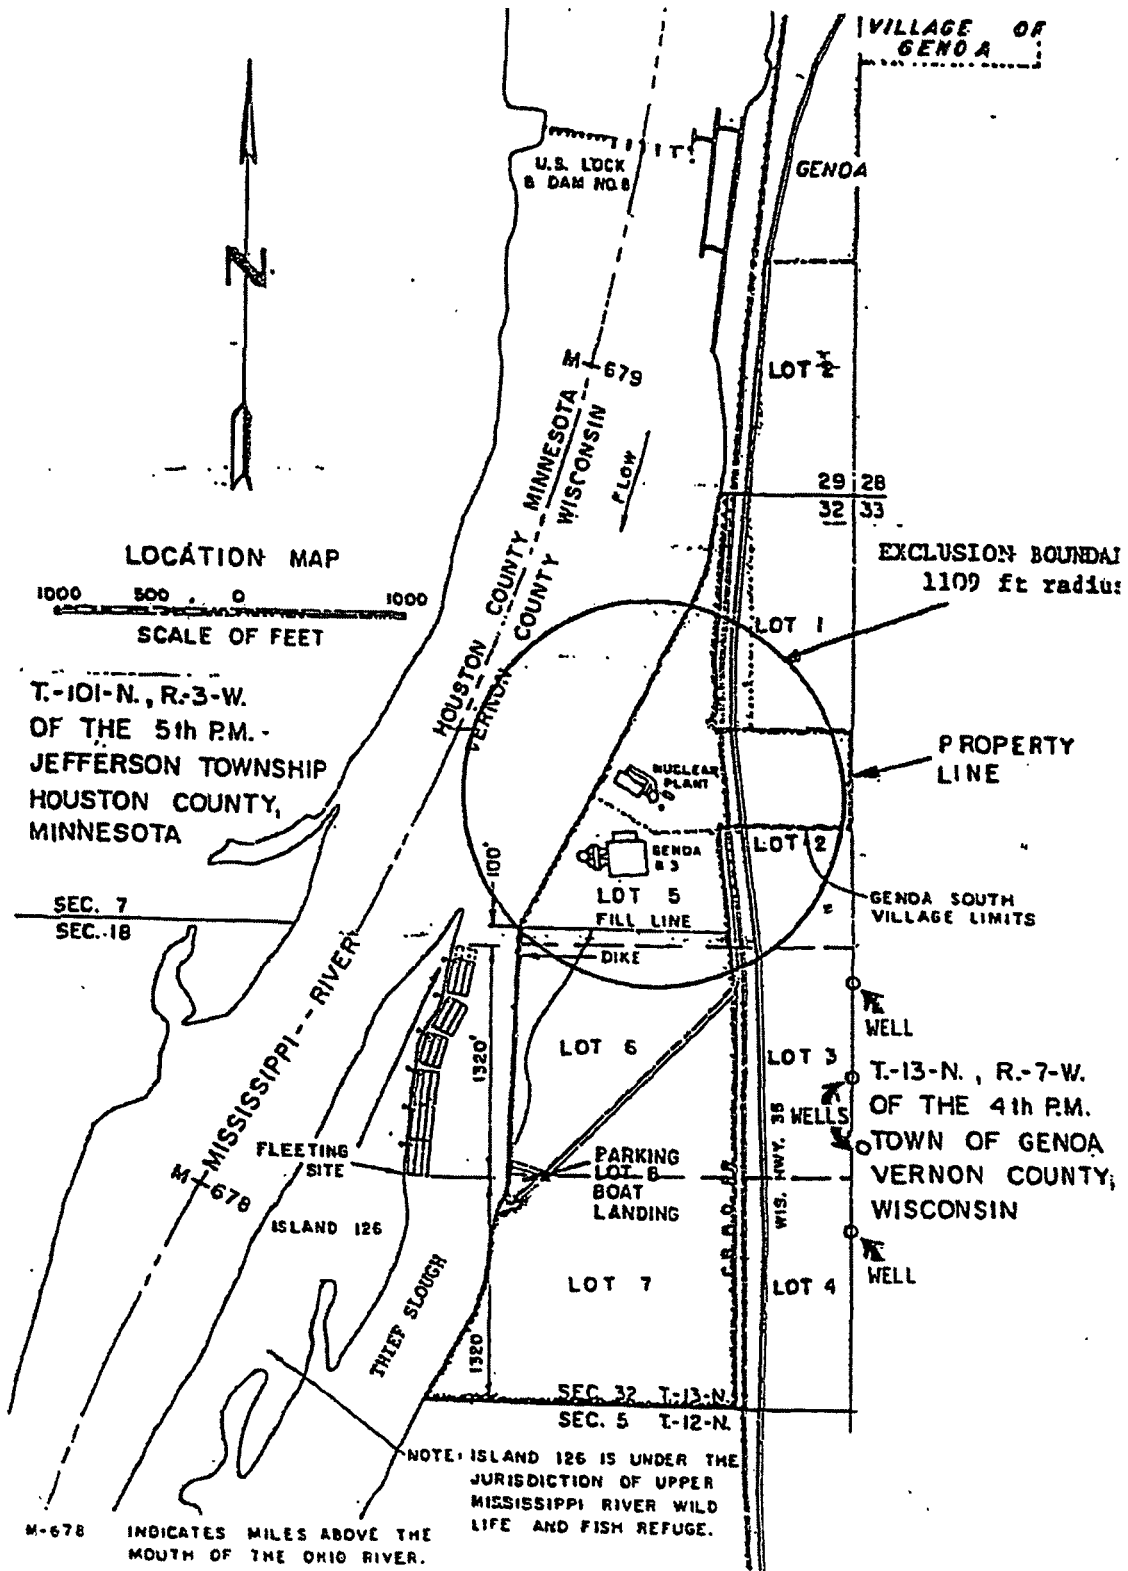 VILLAGE OF
GENOA
U.S. LOCK
& DAM NO. 8
GENOA
M-679
LOT
MINNESOTA
WISCONSIN
FLOW
HOUSTON COUNTY
VERNON COUNTY
29 28
32 33
LOCATION MAP
1000 500 0 1000
SCALE OF FEET
EXCLUSION BOUNDAI
1109 ft radius
LOT 1
T.-101-N., R.-3-W.
OF THE 5th P.M. -
JEFFERSON TOWNSHIP
HOUSTON COUNTY,
MINNESOTA
PROPERTY
LINE
NUCLEAR
PLANT
LOT 2
GENOA
# 3
LOT 5
FILL LINE
100'
GENOA SOUTH
VILLAGE LIMITS
SEC. 7
SEC. 18
DIKE
WELL
MISSISSIPPI -- RIVER
1320'
LOT 6
LOT 3
WELLS
T.-13-N., R.-7-W.
OF THE 4th P.M.
TOWN OF GENOA
VERNON COUNTY,
WISCONSIN
WIS. HWY. 35
FLEETING
SITE
PARKING
LOT &
BOAT
LANDING
M-678
ISLAND 126
WELL
LOT 7
LOT 4
THIEF SLOUGH
1320'
SEC. 32 T.-13-N.
SEC. 5 T.-12-N.
NOTE: ISLAND 126 IS UNDER THE
JURISDICTION OF UPPER
MISSISSIPPI RIVER WILD
LIFE AND FISH REFUGE.
M-678 INDICATES MILES ABOVE THE
MOUTH OF THE OHIO RIVER.